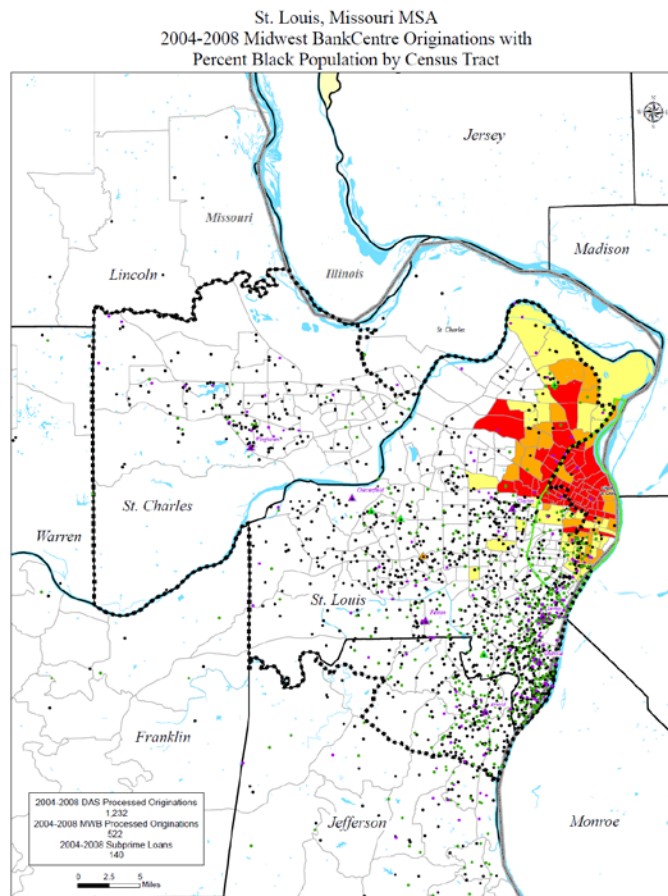 St. Louis, Missouri MSA
2004-2008 Midwest BankCentre Originations with
Percent Black Population by Census Tract
Jersey
Missouri
Madison
Lincoln
Illinois
St. Charles
St. Charles
Warren
St. Louis
Franklin
2004-2008 DAS Processed Originations
1,232
2004-2008 MWB Processed Originations
522
2004-2008 Subprime Loans
140
Jefferson
Monroe
0 2.5 5
Miles